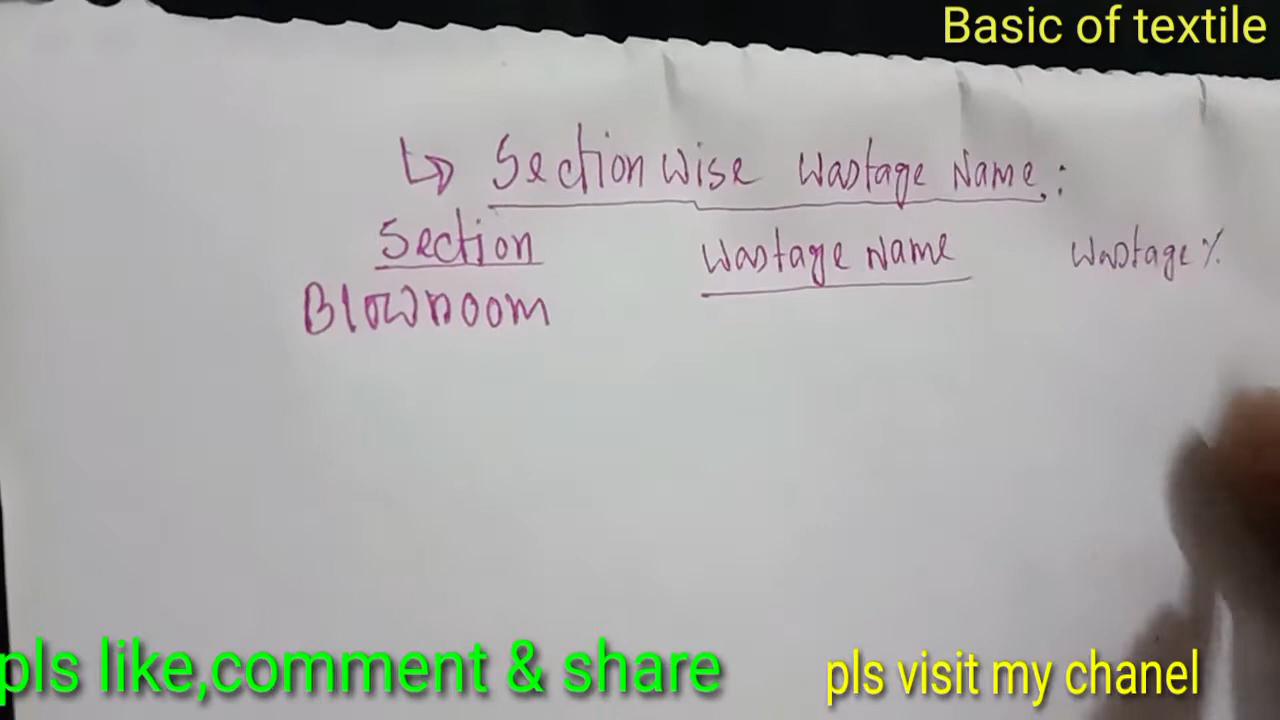 Basic of textile
↳ Section wise wastage Name :
Section wastage Name wastage %
Blowroom
pls like,comment & share
pls visit my chanel